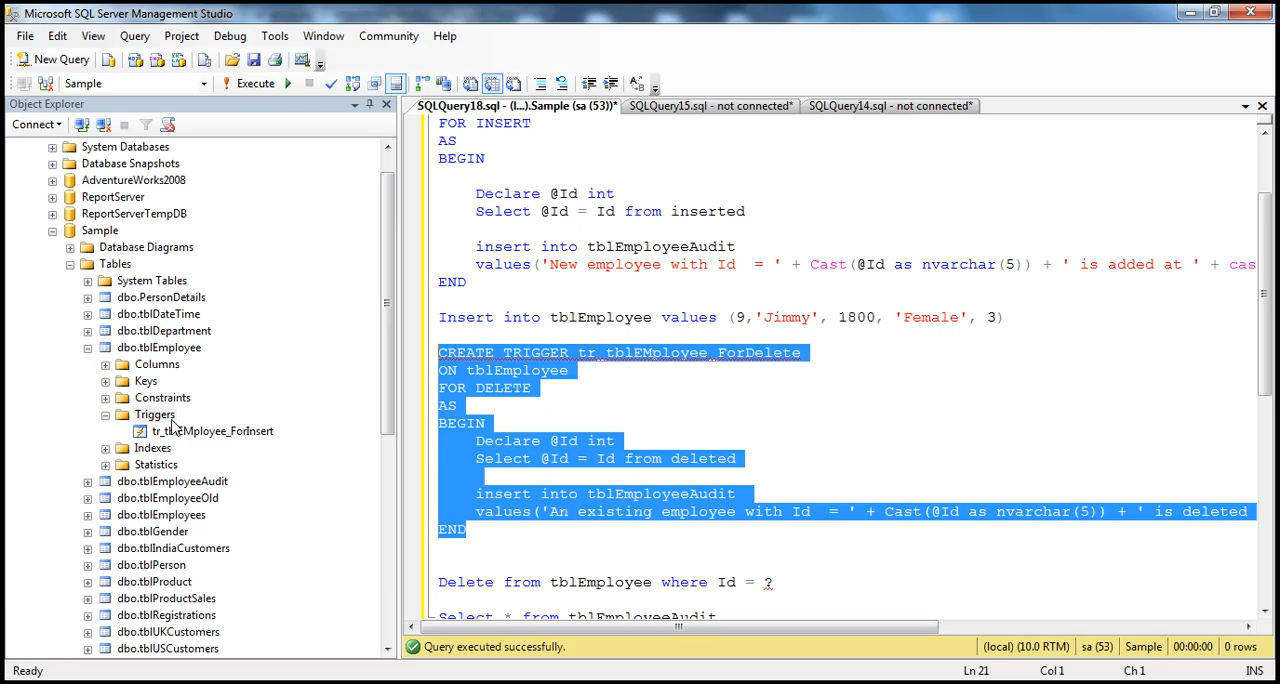 Microsoft SQL Server Management Studio
File Edit View Query Project Debug Tools Window Community Help
New Query
Sample Execute
Object Explorer
SQLQuery18.sql - (l...).Sample (sa (53))* SQLQuery15.sql - not connected* SQLQuery14.sql - not connected*
Connect
System Databases
Database Snapshots
AdventureWorks2008
ReportServer
ReportServerTempDB
Sample
Database Diagrams
Tables
System Tables
dbo.PersonDetails
dbo.tblDateTime
dbo.tblDepartment
dbo.tblEmployee
Columns
Keys
Constraints
Triggers
tr_tblEMployee_ForInsert
Indexes
Statistics
dbo.tblEmployeeAudit
dbo.tblEmployeeOld
dbo.tblEmployees
dbo.tblGender
dbo.tblIndiaCustomers
dbo.tblPerson
dbo.tblProduct
dbo.tblProductSales
dbo.tblRegistrations
dbo.tblUKCustomers
dbo.tblUSCustomers
FOR INSERT
AS
BEGIN
Declare @Id int
Select @Id = Id from inserted
insert into tblEmployeeAudit
values('New employee with Id  = ' + Cast(@Id as nvarchar(5)) + ' is added at ' + cas
END
Insert into tblEmployee values (9,'Jimmy', 1800, 'Female', 3)
CREATE TRIGGER tr_tblEMployee_ForDelete
ON tblEmployee
FOR DELETE
AS
BEGIN
Declare @Id int
Select @Id = Id from deleted
insert into tblEmployeeAudit
values('An existing employee with Id  = ' + Cast(@Id as nvarchar(5)) + ' is deleted
END
Delete from tblEmployee where Id = ?
Select * from tblEmployeeAudit
Query executed successfully. (local) (10.0 RTM) sa (53) Sample 00:00:00 0 rows
Ready Ln 21 Col 1 Ch 1 INS